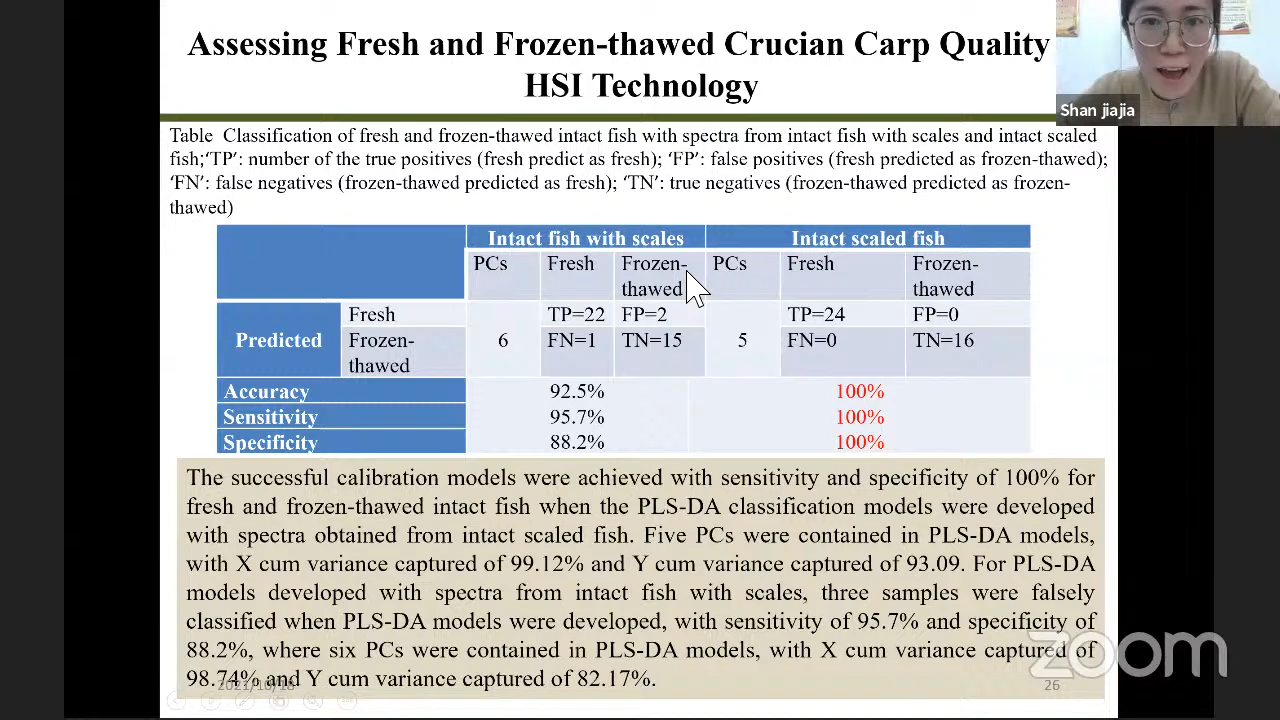 Assessing Fresh and Frozen-thawed Crucian Carp Quality
HSI Technology
Shan jiajia
Table Classification of fresh and frozen-thawed intact fish with spectra from intact fish with scales and intact scaled
fish;‘TP’: number of the true positives (fresh predict as fresh); ‘FP’: false positives (fresh predicted as frozen-thawed);
‘FN’: false negatives (frozen-thawed predicted as fresh); ‘TN’: true negatives (frozen-thawed predicted as frozen-
thawed)
Intact fish with scales Intact scaled fish
PCs Fresh Frozen- PCs Fresh Frozen-
thawed thawed
Fresh TP=22 FP=2 TP=24 FP=0
Predicted Frozen- 6 FN=1 TN=15 5 FN=0 TN=16
thawed
Accuracy 92.5% 100%
Sensitivity 95.7% 100%
Specificity 88.2% 100%
The successful calibration models were achieved with sensitivity and specificity of 100% for
fresh and frozen-thawed intact fish when the PLS-DA classification models were developed
with spectra obtained from intact scaled fish. Five PCs were contained in PLS-DA models,
with X cum variance captured of 99.12% and Y cum variance captured of 93.09. For PLS-DA
models developed with spectra from intact fish with scales, three samples were falsely
classified when PLS-DA models were developed, with sensitivity of 95.7% and specificity of
88.2%, where six PCs were contained in PLS-DA models, with X cum variance captured of
98.74% and Y cum variance captured of 82.17%.
2021/10/18
26
zoom